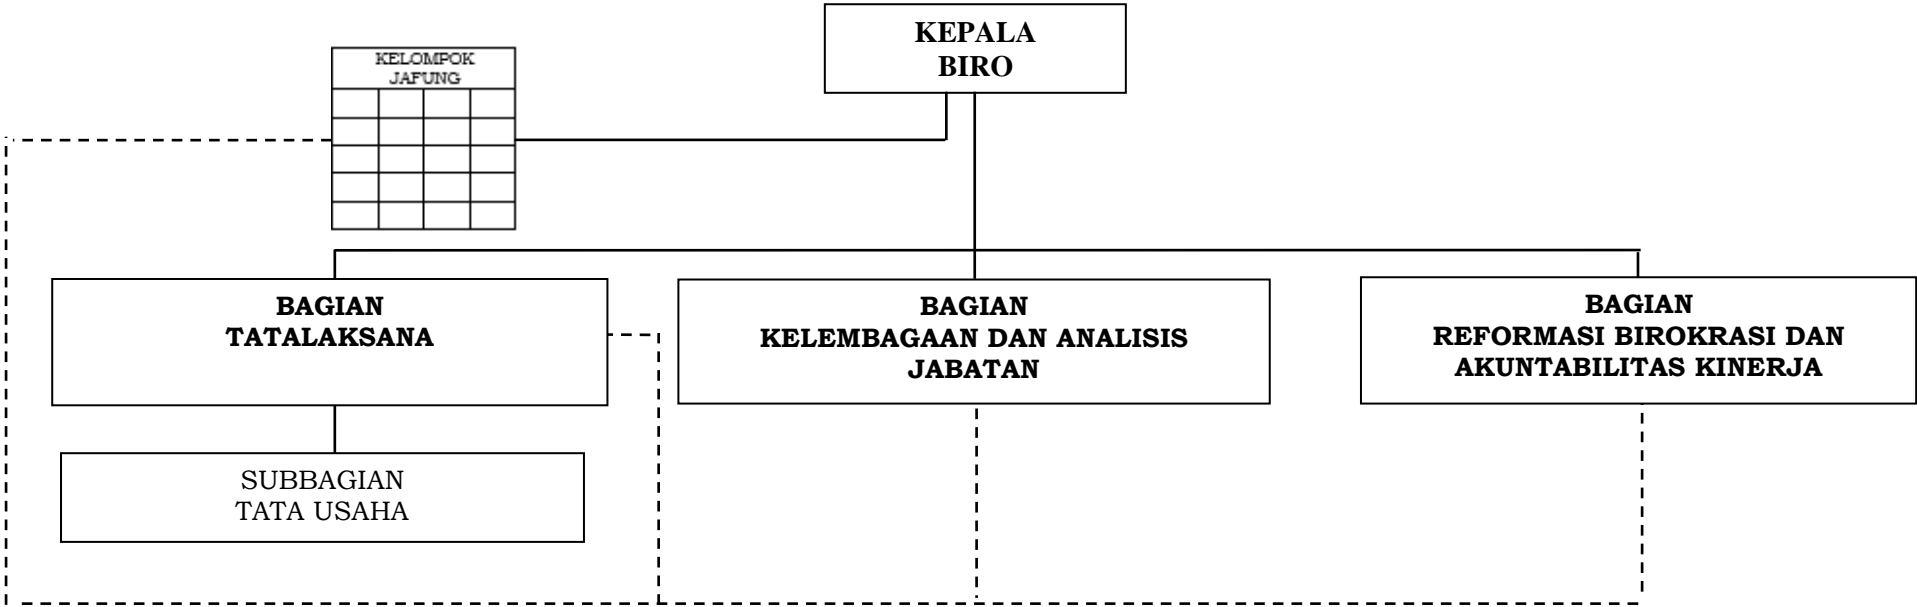 KEPALA
BIRO
KELOMPOK
JAFUNG
BAGIAN
TATALAKSANA
BAGIAN
KELEMBAGAAN DAN ANALISIS
JABATAN
BAGIAN
REFORMASI BIROKRASI DAN
AKUNTABILITAS KINERJA
SUBBAGIAN
TATA USAHA